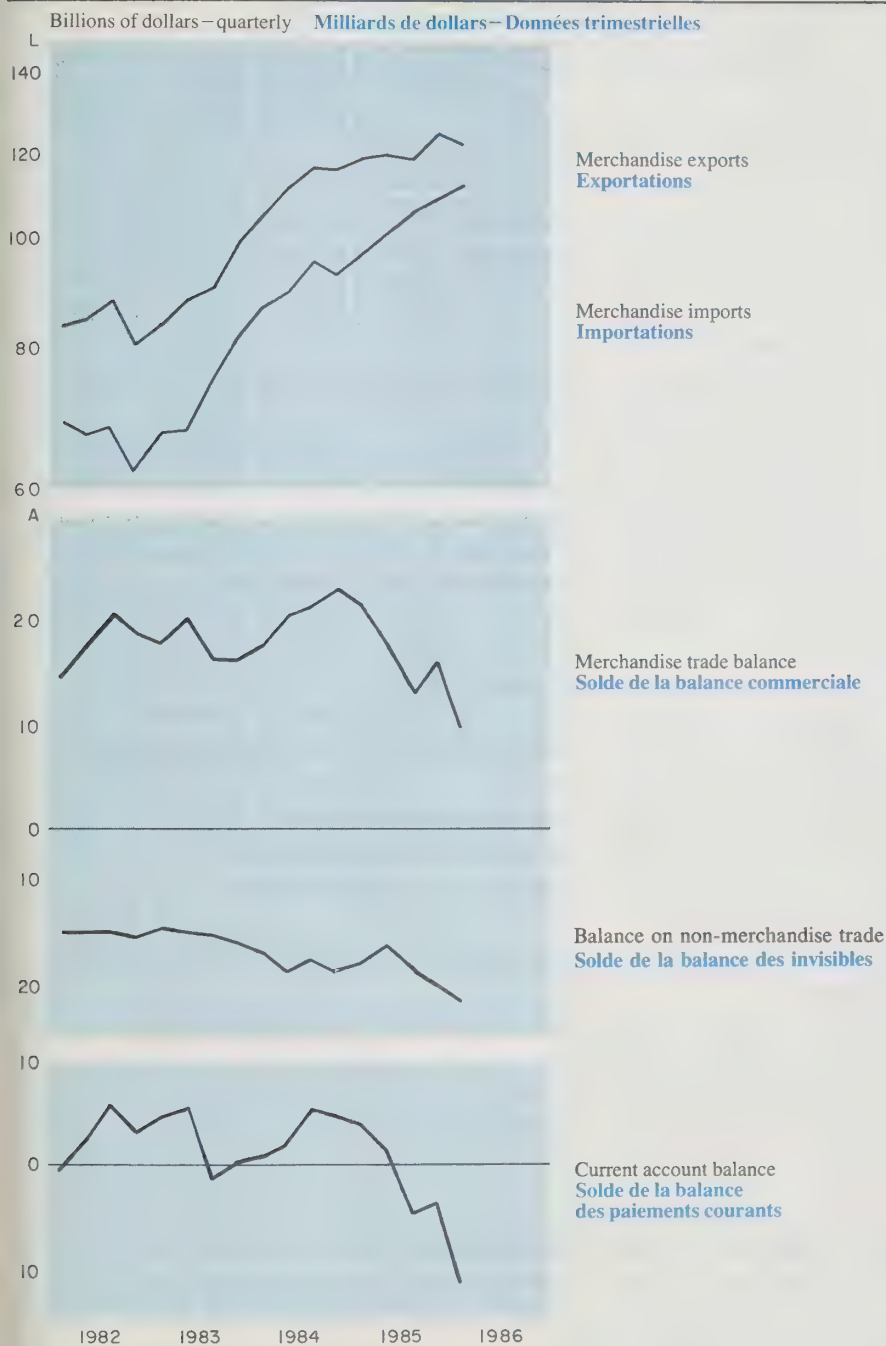 Billions of dollars – quarterly Milliards de dollars – Données trimestrielles
L
140
120
100
80
60
Merchandise exports
Exportations
Merchandise imports
Importations
A
20
10
0
10
20
Merchandise trade balance
Solde de la balance commerciale
Balance on non-merchandise trade
Solde de la balance des invisibles
10
0
10
Current account balance
Solde de la balance
des paiements courants
1982 1983 1984 1985 1986